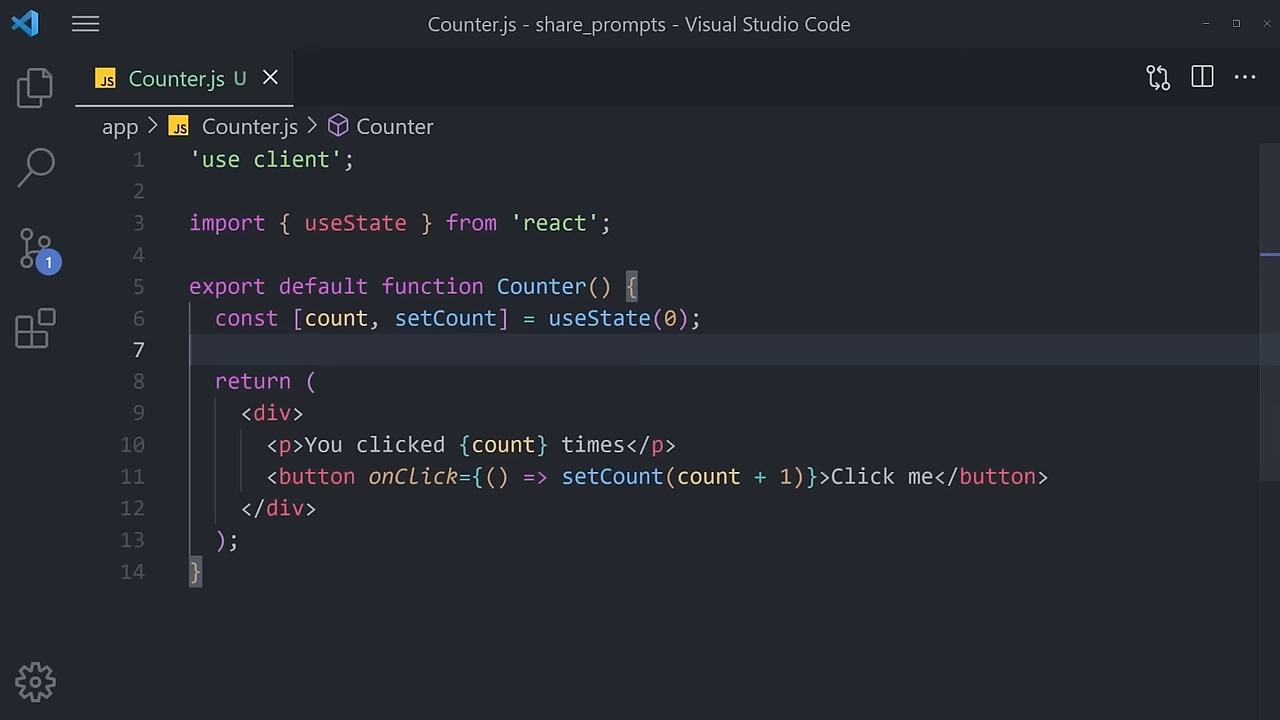 Counter.js - share_prompts - Visual Studio Code
JS Counter.js U
app > JS Counter.js > Counter
1 'use client';
2
3 import { useState } from 'react';
4
5 export default function Counter() {
6 const [count, setCount] = useState(0);
7
8 return (
9 <div>
10 <p>You clicked {count} times</p>
11 <button onClick={() => setCount(count + 1)}>Click me</button>
12 </div>
13 );
14 }
1